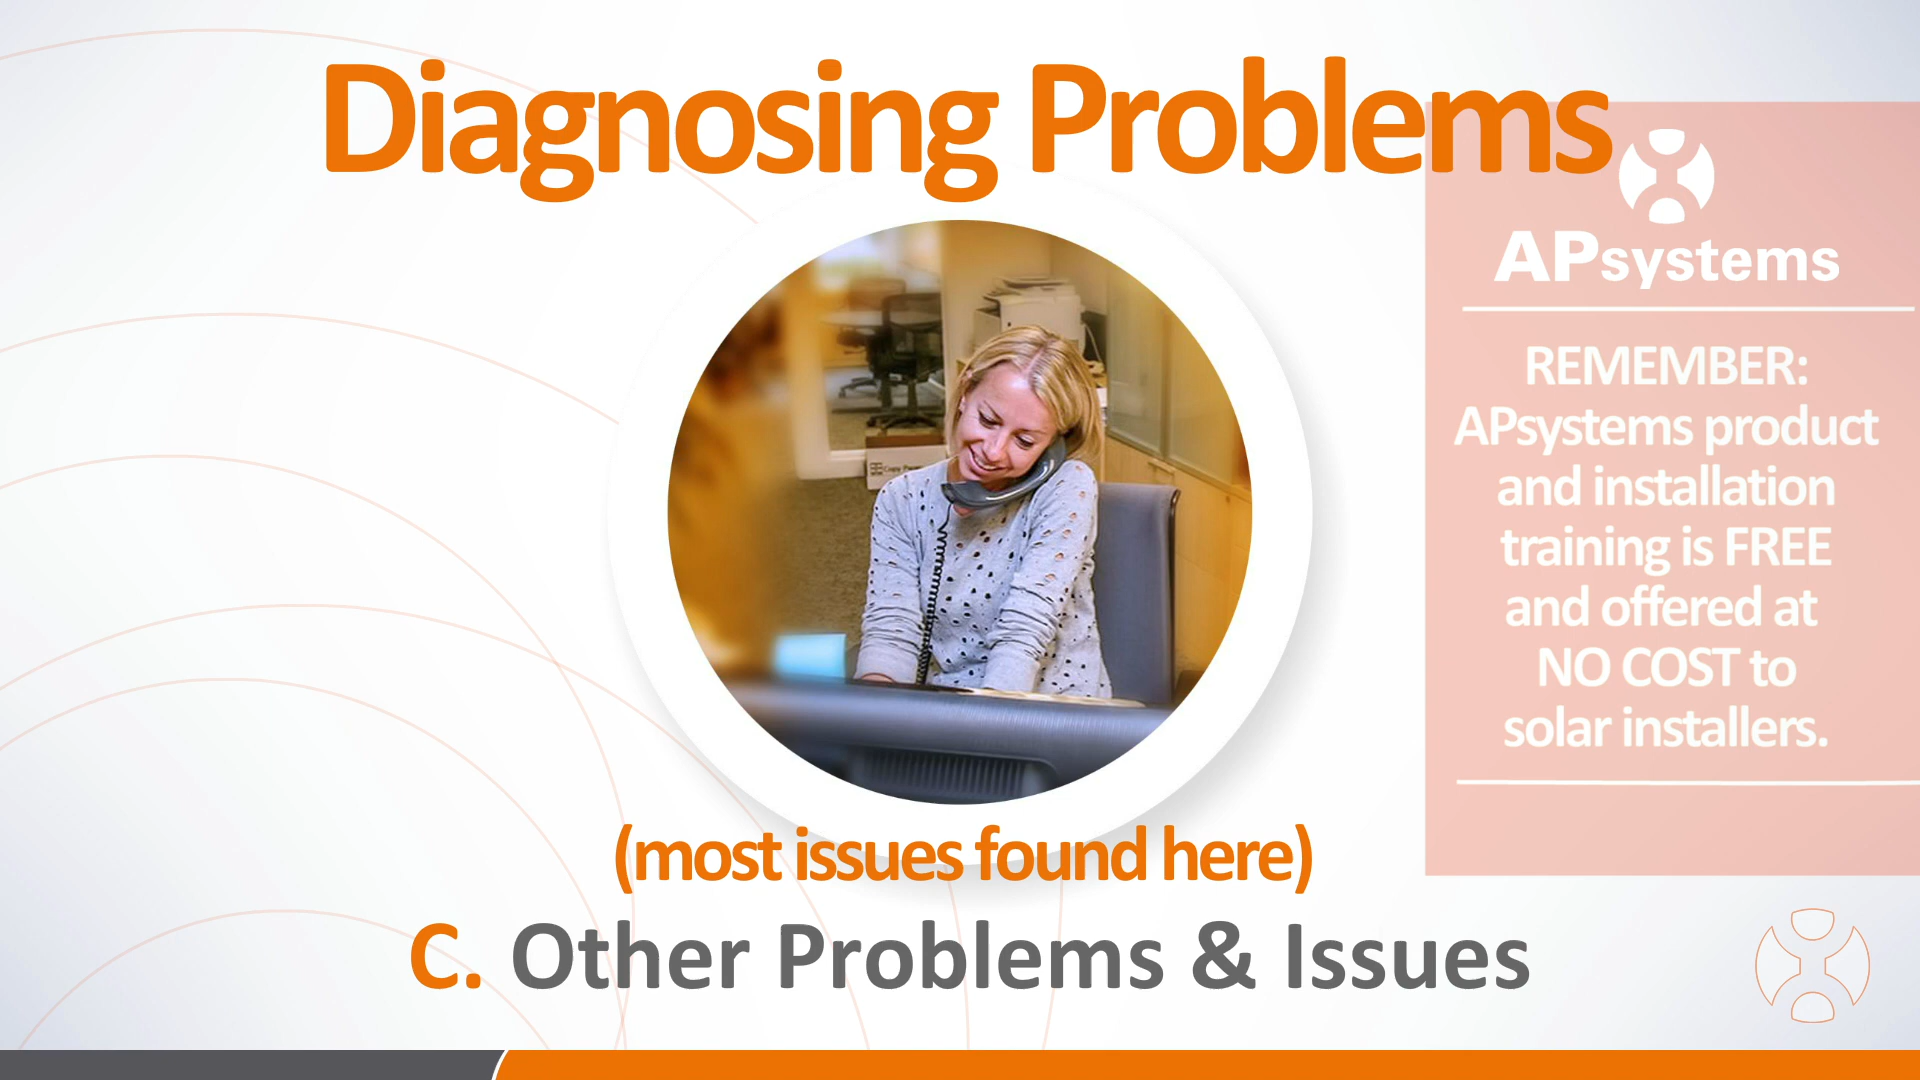 Diagnosing Problems
APsystems
REMEMBER:
APsystems product
and installation
training is FREE
and offered at
NO COST to
solar installers.
(most issues found here)
C. Other Problems & Issues